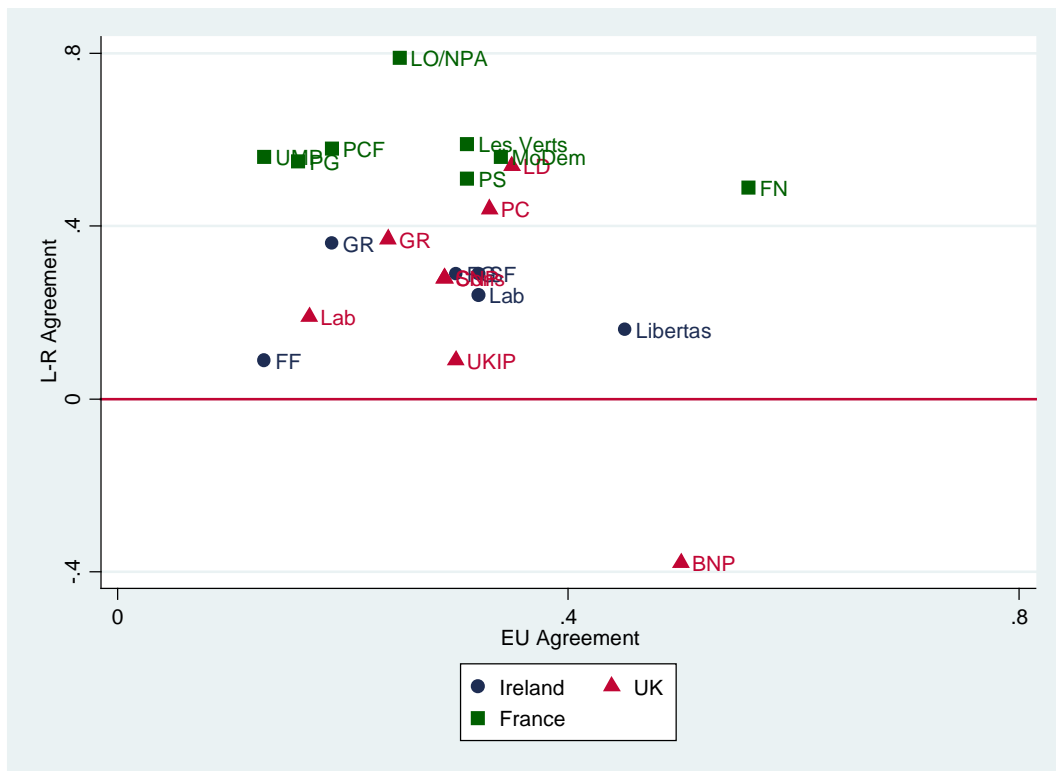 .8
LO/NPA
Les Verts
PCF
MoDem
UMP
PG
LD
PS
FN
PC
.4
GR
GR
SF
Lab
Lab
Libertas
FF
UKIP
L-R Agreement
0
BNP
-.4
0
.4
.8
EU Agreement
Ireland
UK
France